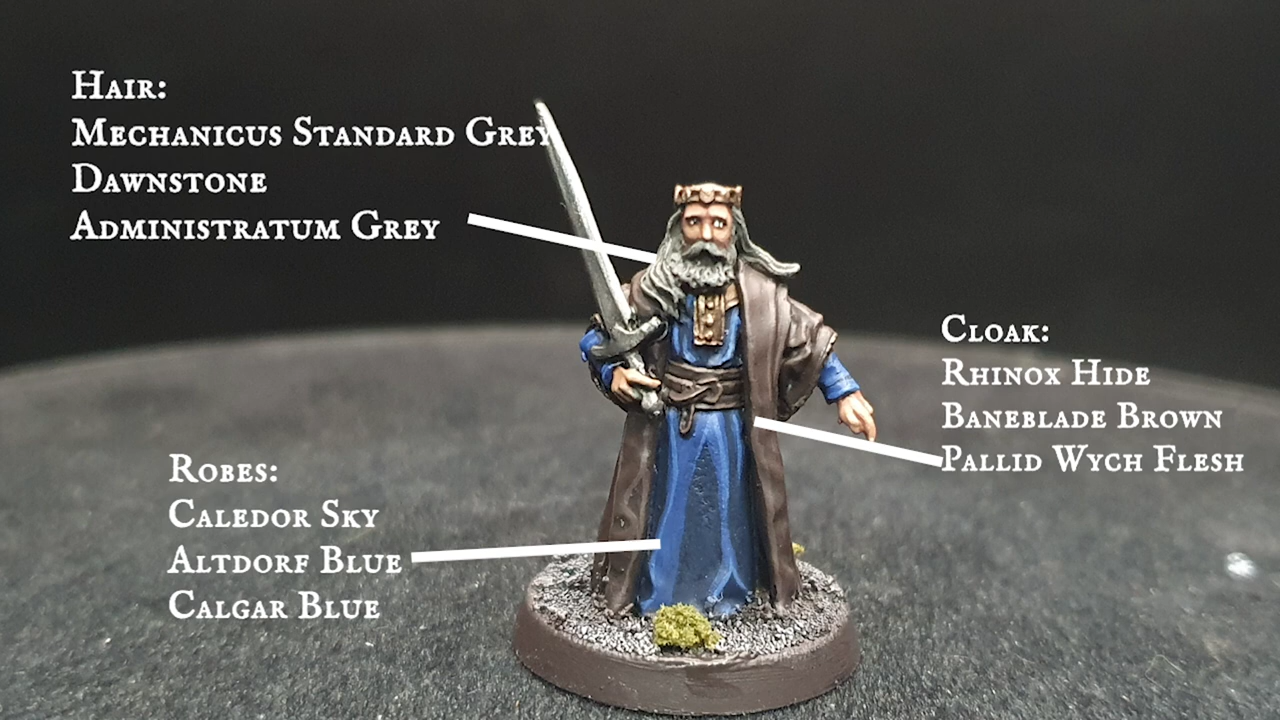 Hair:
Mechanicus Standard Grey
Dawnstone
Administratum Grey
Cloak:
Rhinox Hide
Baneblade Brown
Pallid Wych Flesh
Robes:
Caledor Sky
Altdorf Blue
Calgar Blue